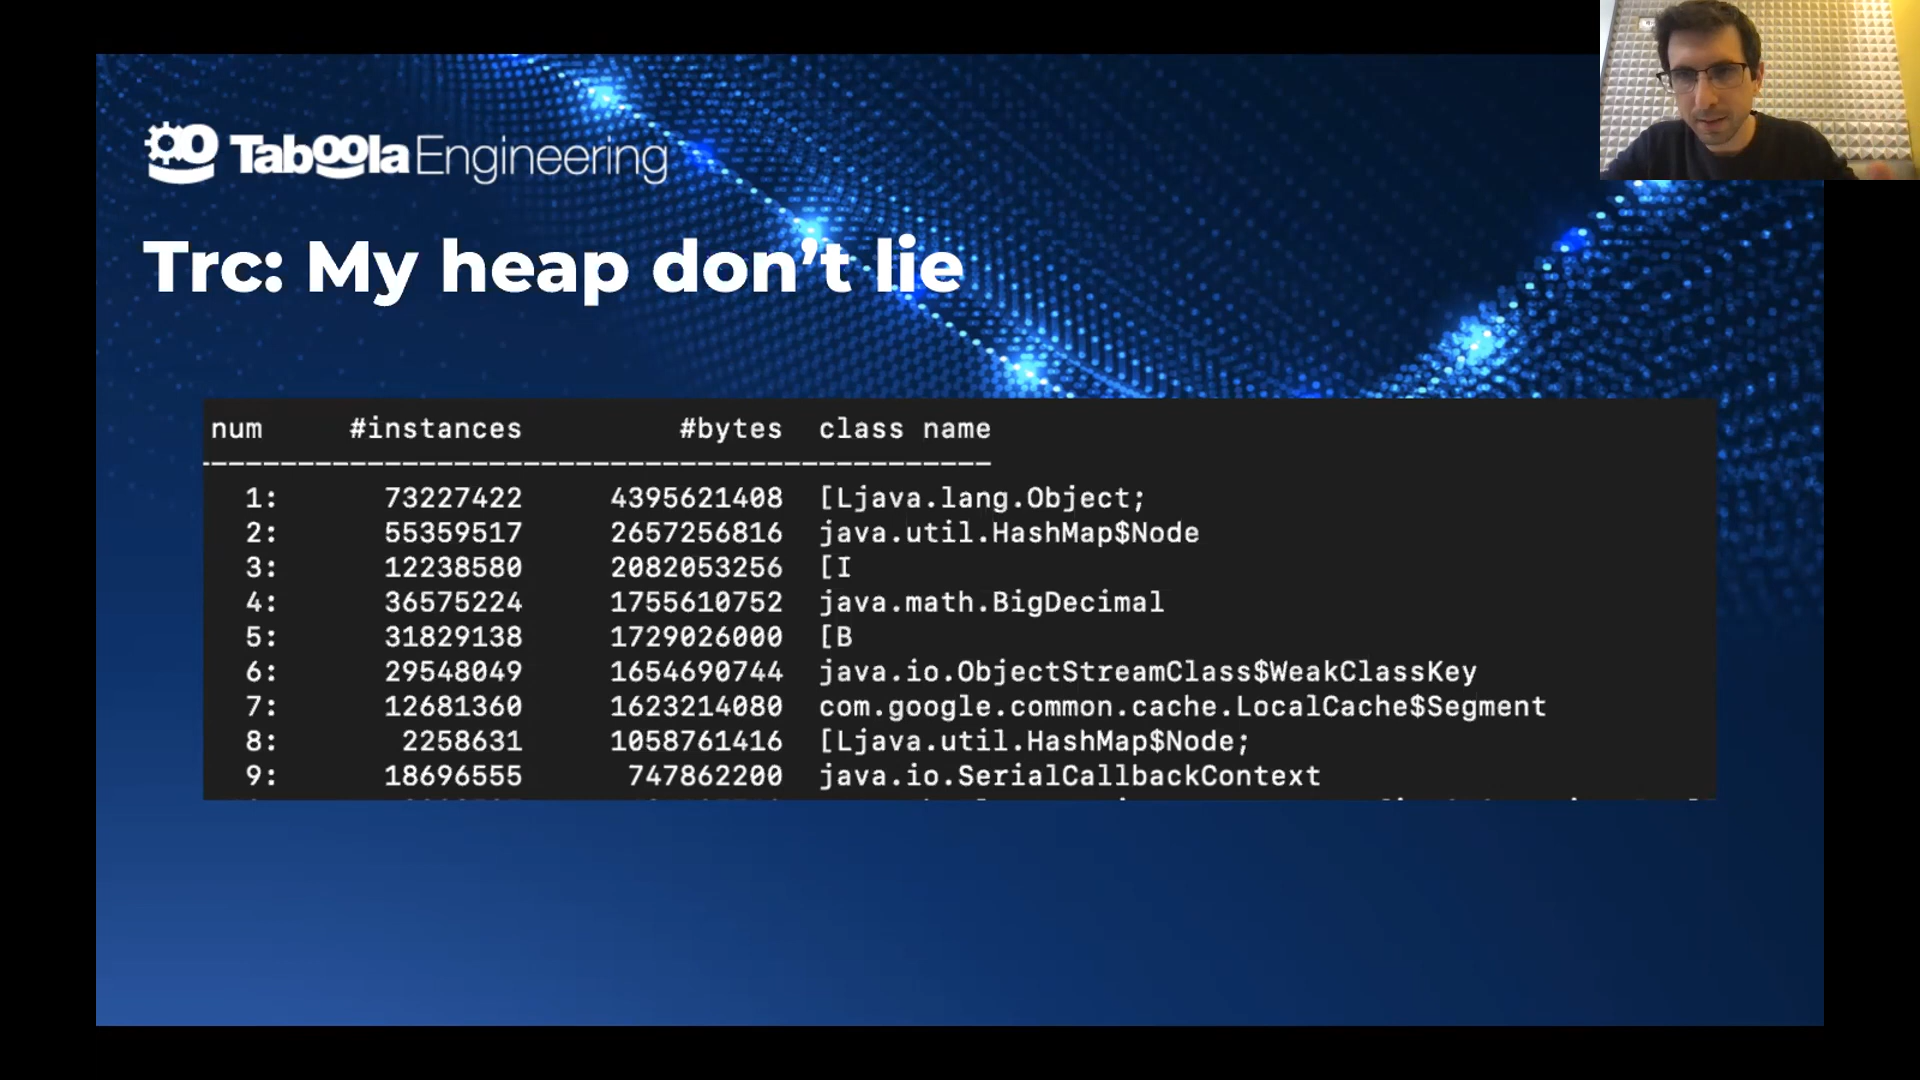 Taboola Engineering
Trc: My heap don't lie
num #instances #bytes class name
----------------------------------------------
1: 73227422 4395621408 [Ljava.lang.Object;
2: 55359517 2657256816 java.util.HashMap$Node
3: 12238580 2082053256 [I
4: 36575224 1755610752 java.math.BigDecimal
5: 31829138 1729026000 [B
6: 29548049 1654690744 java.io.ObjectStreamClass$WeakClassKey
7: 12681360 1623214080 com.google.common.cache.LocalCache$Segment
8: 2258631 1058761416 [Ljava.util.HashMap$Node;
9: 18696555 747862200 java.io.SerialCallbackContext